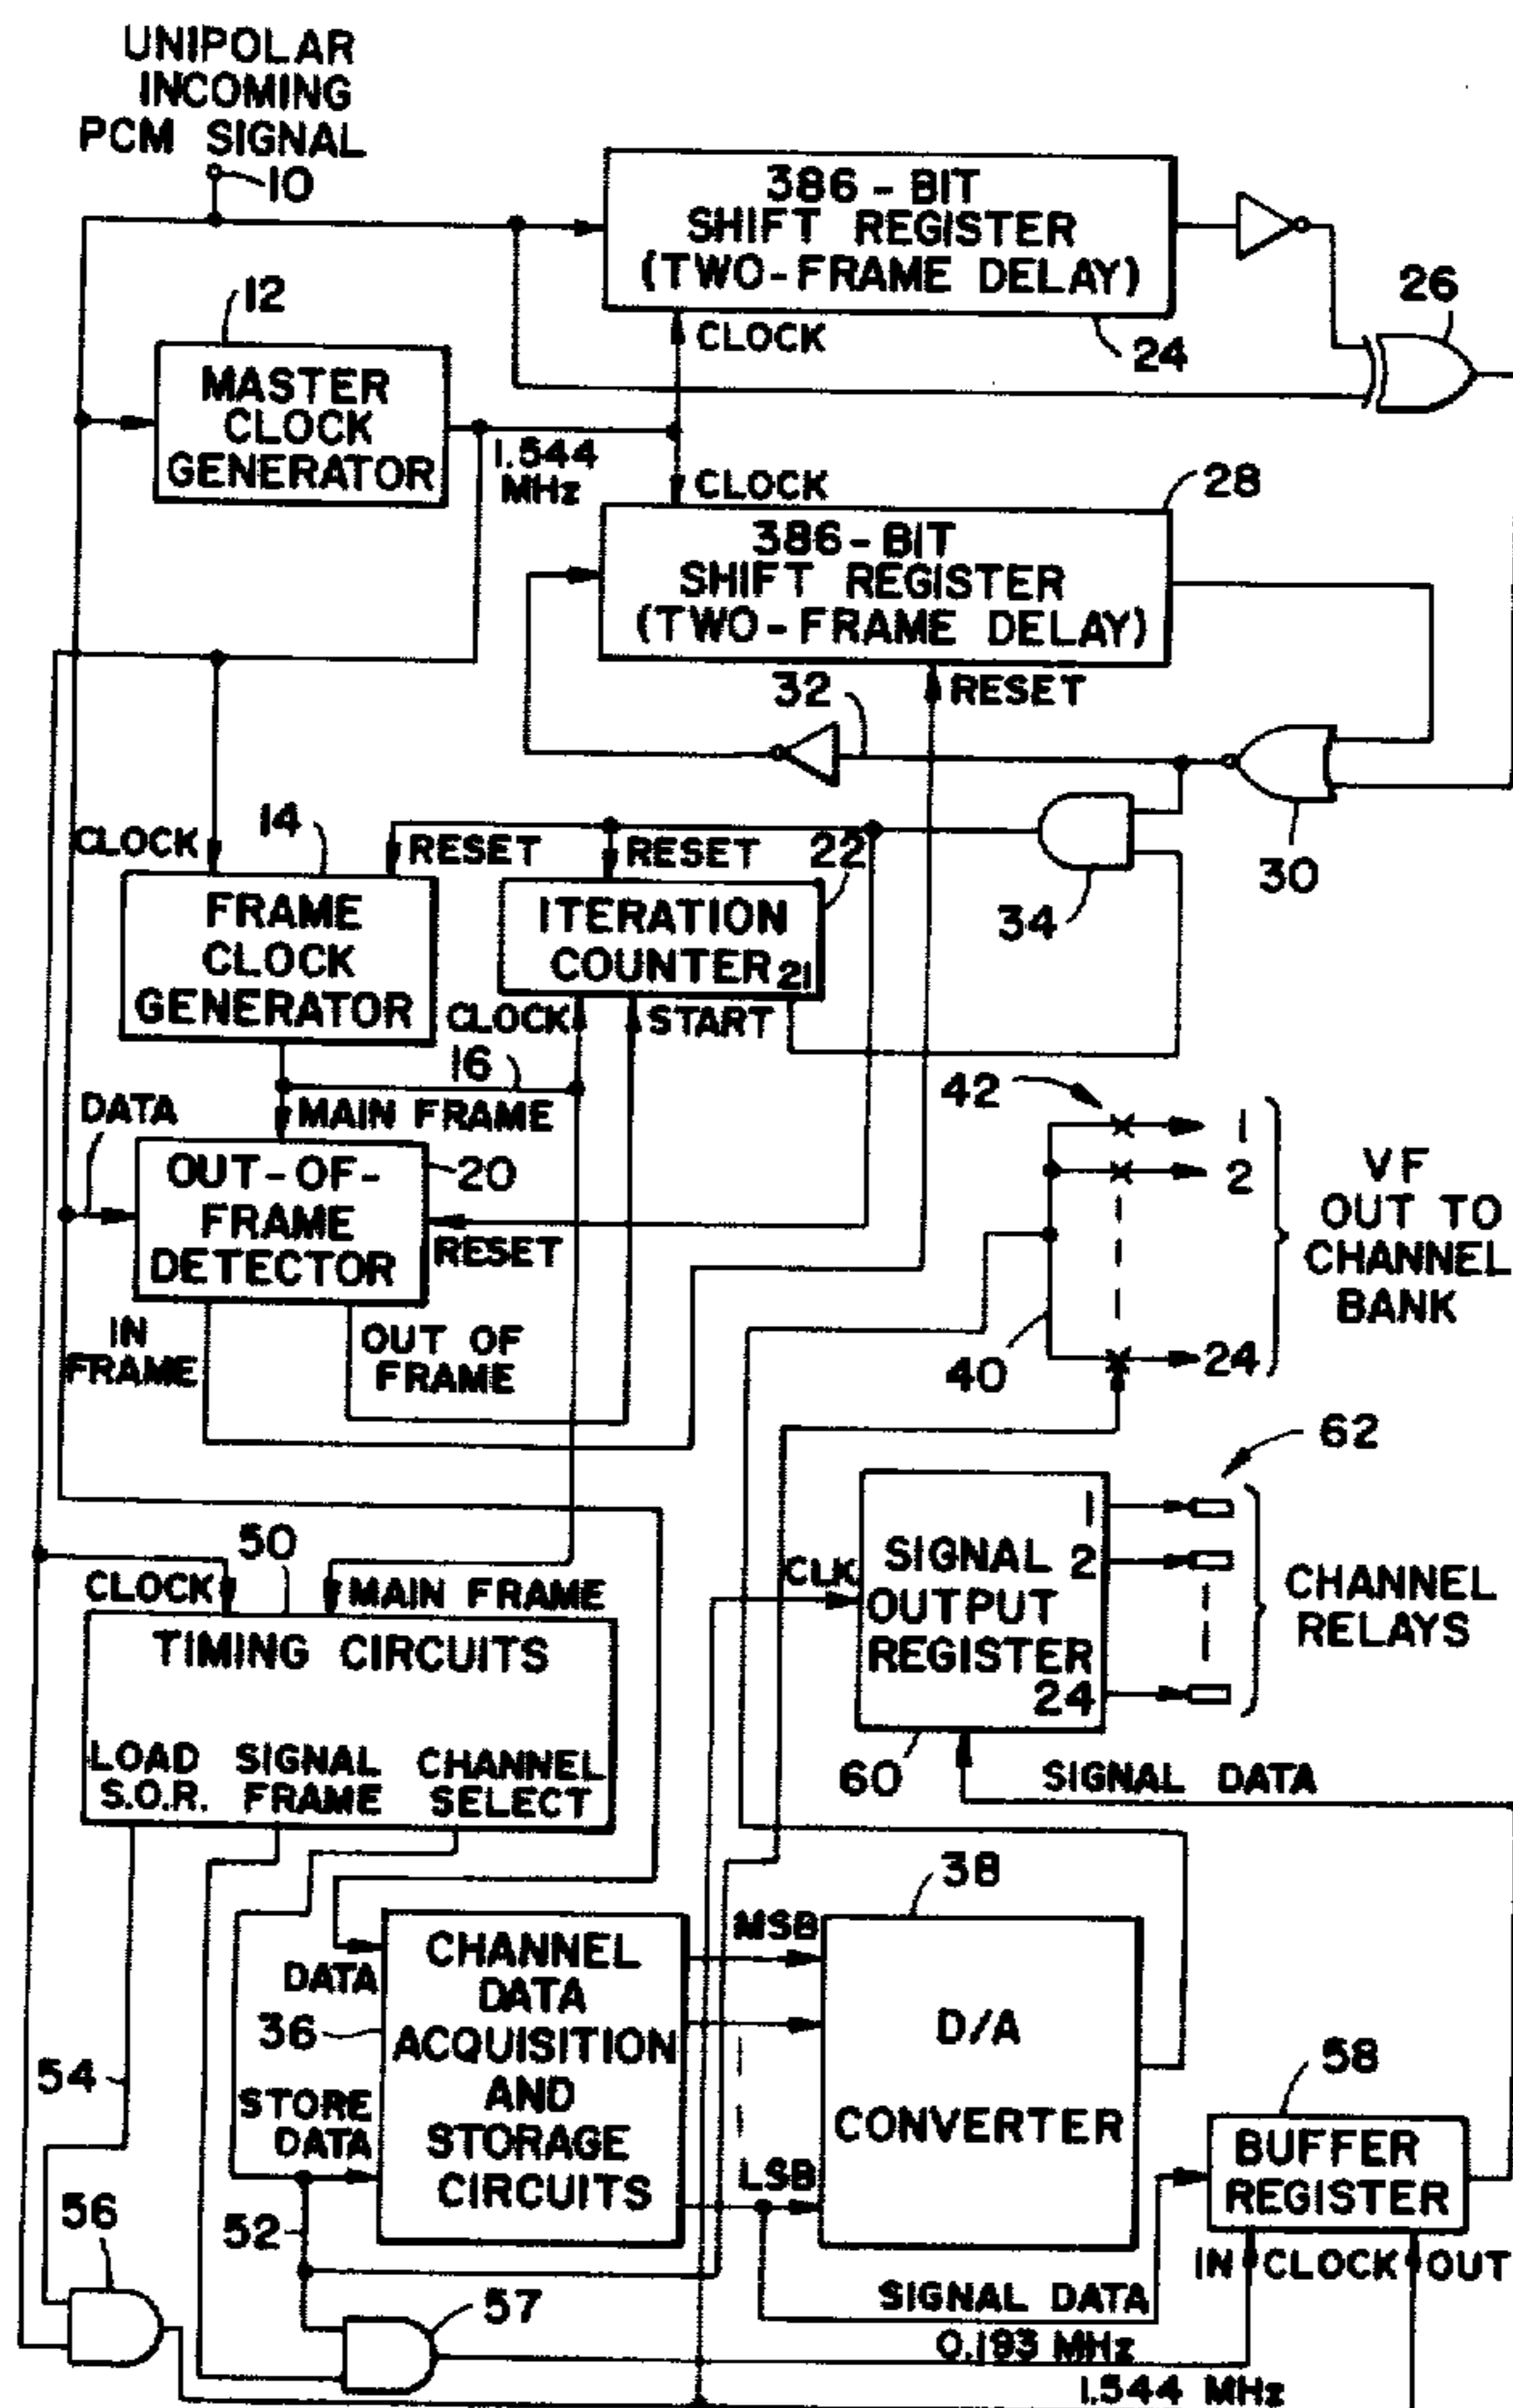 UNIPOLAR
INCOMING
PCM SIGNAL
10
386-BIT
SHIFT REGISTER
(TWO-FRAME DELAY)
CLOCK
24
26
12
MASTER
CLOCK
GENERATOR
1.544
MHz
CLOCK
28
386-BIT
SHIFT REGISTER
(TWO-FRAME DELAY)
RESET
32
30
34
CLOCK
14
RESET
RESET
22
FRAME
CLOCK
GENERATOR
ITERATION
COUNTER 21
CLOCK
START
16
DATA
MAIN FRAME
20
OUT-OF-
FRAME
DETECTOR
RESET
IN
FRAME
OUT OF
FRAME
42
1
2
24
40
VF
OUT TO
CHANNEL
BANK
62
CLK
SIGNAL
OUTPUT
REGISTER
1
2
24
CHANNEL
RELAYS
60
SIGNAL DATA
50
CLOCK
MAIN FRAME
TIMING CIRCUITS
LOAD
S.O.R.
SIGNAL
FRAME
CHANNEL
SELECT
38
DATA
36
CHANNEL
DATA
ACQUISITION
AND
STORAGE
CIRCUITS
MSB
LSB
D/A
CONVERTER
54
STORE
DATA
58
BUFFER
REGISTER
IN CLOCK OUT
56
52
57
SIGNAL DATA
0.193 MHz
1.544 MHz